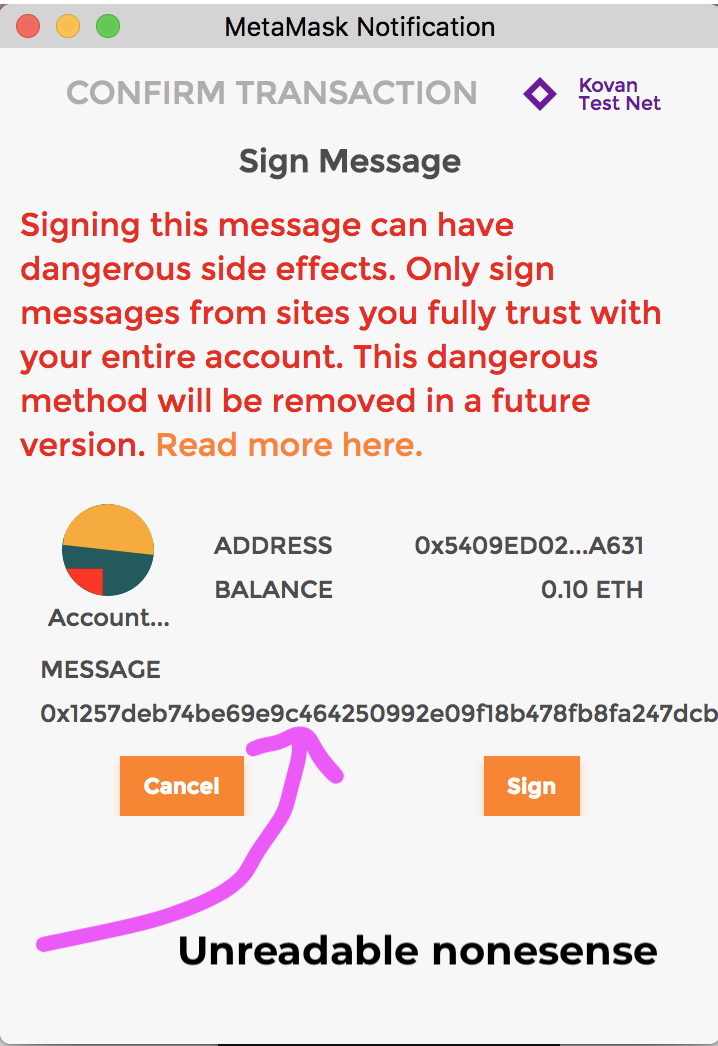 MetaMask Notification
CONFIRM TRANSACTION
Kovan
Test Net
Sign Message
Signing this message can have
dangerous side effects. Only sign
messages from sites you fully trust with
your entire account. This dangerous
method will be removed in a future
version. Read more here.
ADDRESS 0x5409ED02...A631
BALANCE 0.10 ETH
Account...
MESSAGE
0x1257deb74be69e9c464250992e09f18b478fb8fa247dcb
Cancel Sign
Unreadable nonesense